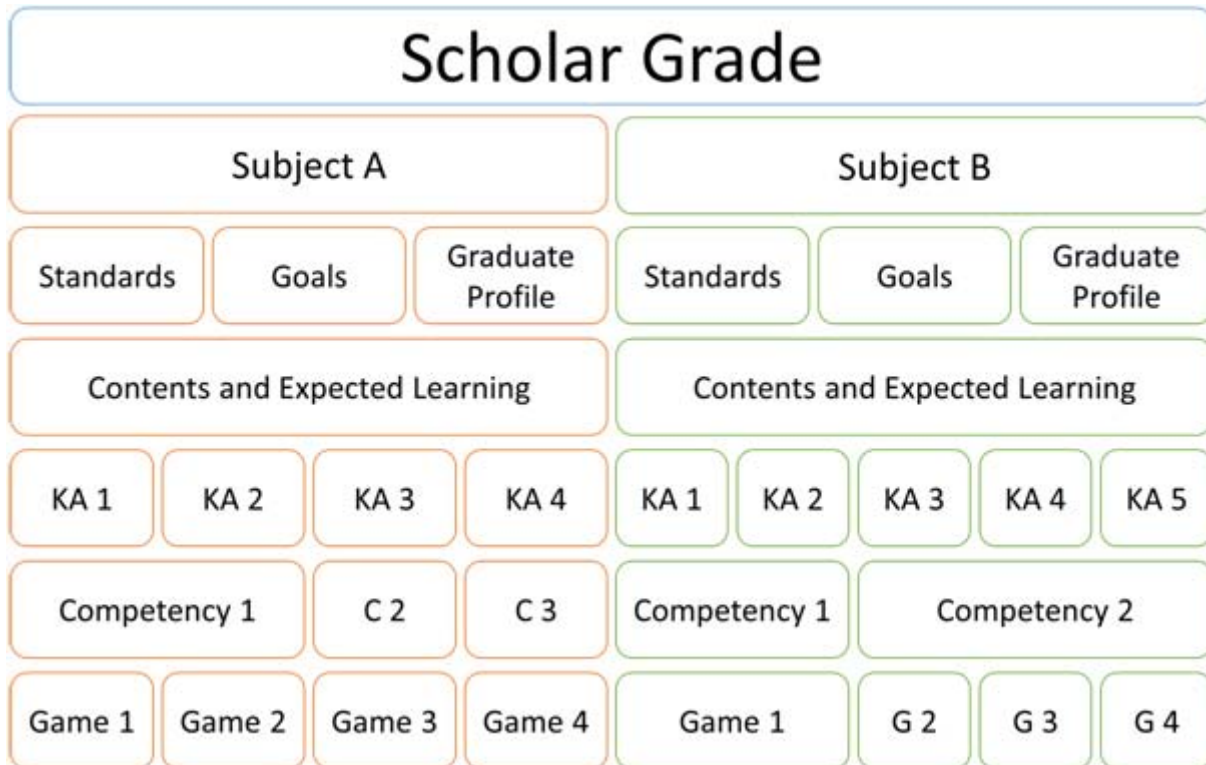 Scholar Grade
Subject A
Subject B
Standards
Goals
Graduate
Profile
Standards
Goals
Graduate
Profile
Contents and Expected Learning
Contents and Expected Learning
KA 1
KA 2
KA 3
KA 4
KA 1
KA 2
KA 3
KA 4
KA 5
Competency 1
C 2
C 3
Competency 1
Competency 2
Game 1
Game 2
Game 3
Game 4
Game 1
G 2
G 3
G 4